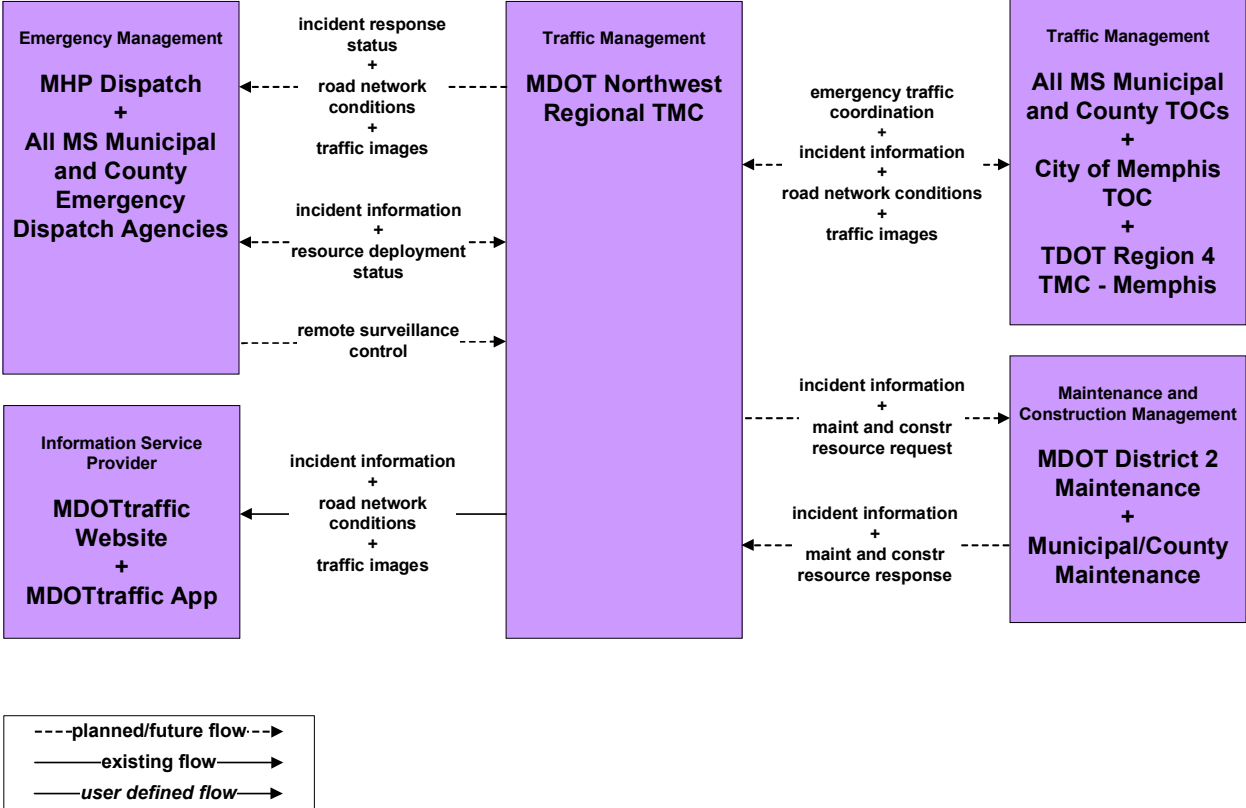 Emergency Management
MHP Dispatch
+
All MS Municipal
and County
Emergency
Dispatch Agencies
incident response
status
+
road network
conditions
+
traffic images
incident information
+
resource deployment
status
remote surveillance
control
Traffic Management
MDOT Northwest
Regional TMC
emergency traffic
coordination
+
incident information
+
road network conditions
+
traffic images
Traffic Management
All MS Municipal
and County TOCs
+
City of Memphis
TOC
+
TDOT Region 4
TMC - Memphis
Information Service
Provider
MDOTtraffic
Website
+
MDOTtraffic App
incident information
+
road network
conditions
+
traffic images
incident information
+
maint and constr
resource request
incident information
+
maint and constr
resource response
Maintenance and
Construction Management
MDOT District 2
Maintenance
+
Municipal/County
Maintenance
planned/future flow
existing flow
user defined flow